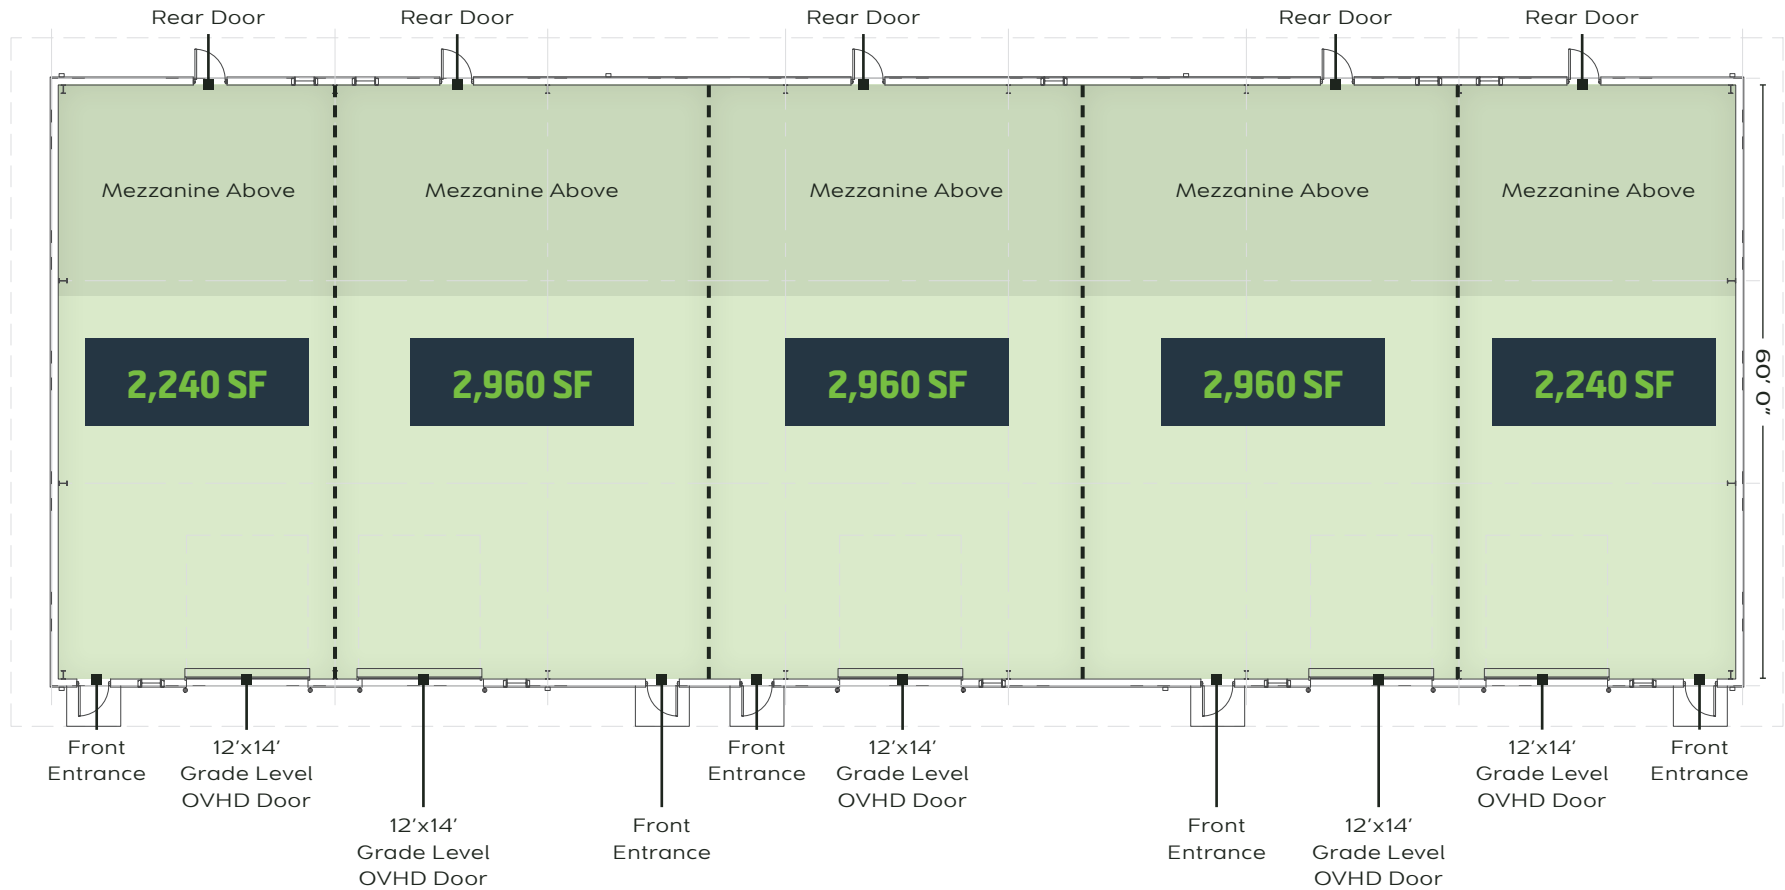 Rear Door
Rear Door
Rear Door
Rear Door
Rear Door
Mezzanine Above
Mezzanine Above
Mezzanine Above
Mezzanine Above
Mezzanine Above
2,240 SF
2,960 SF
2,960 SF
2,960 SF
2,240 SF
60' 0"
Front
Entrance
12'x14'
Grade Level
OVHD Door
12'x14'
Grade Level
OVHD Door
Front
Entrance
Front
Entrance
12'x14'
Grade Level
OVHD Door
Front
Entrance
12'x14'
Grade Level
OVHD Door
12'x14'
Grade Level
OVHD Door
Front
Entrance